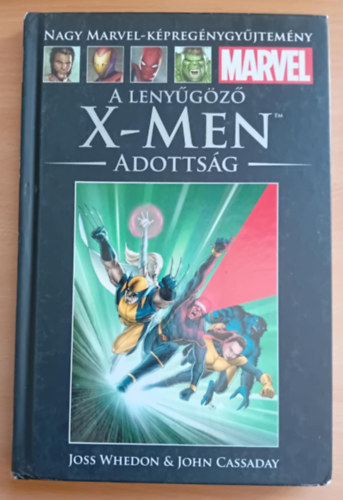 NAGY MARVEL-KÉPREGÉNYGYŰJTEMÉNY
MARVEL
A LENYŰGÖZŐ
X-MEN™
ADOTTSÁG
JOSS WHEDON & JOHN CASSADAY